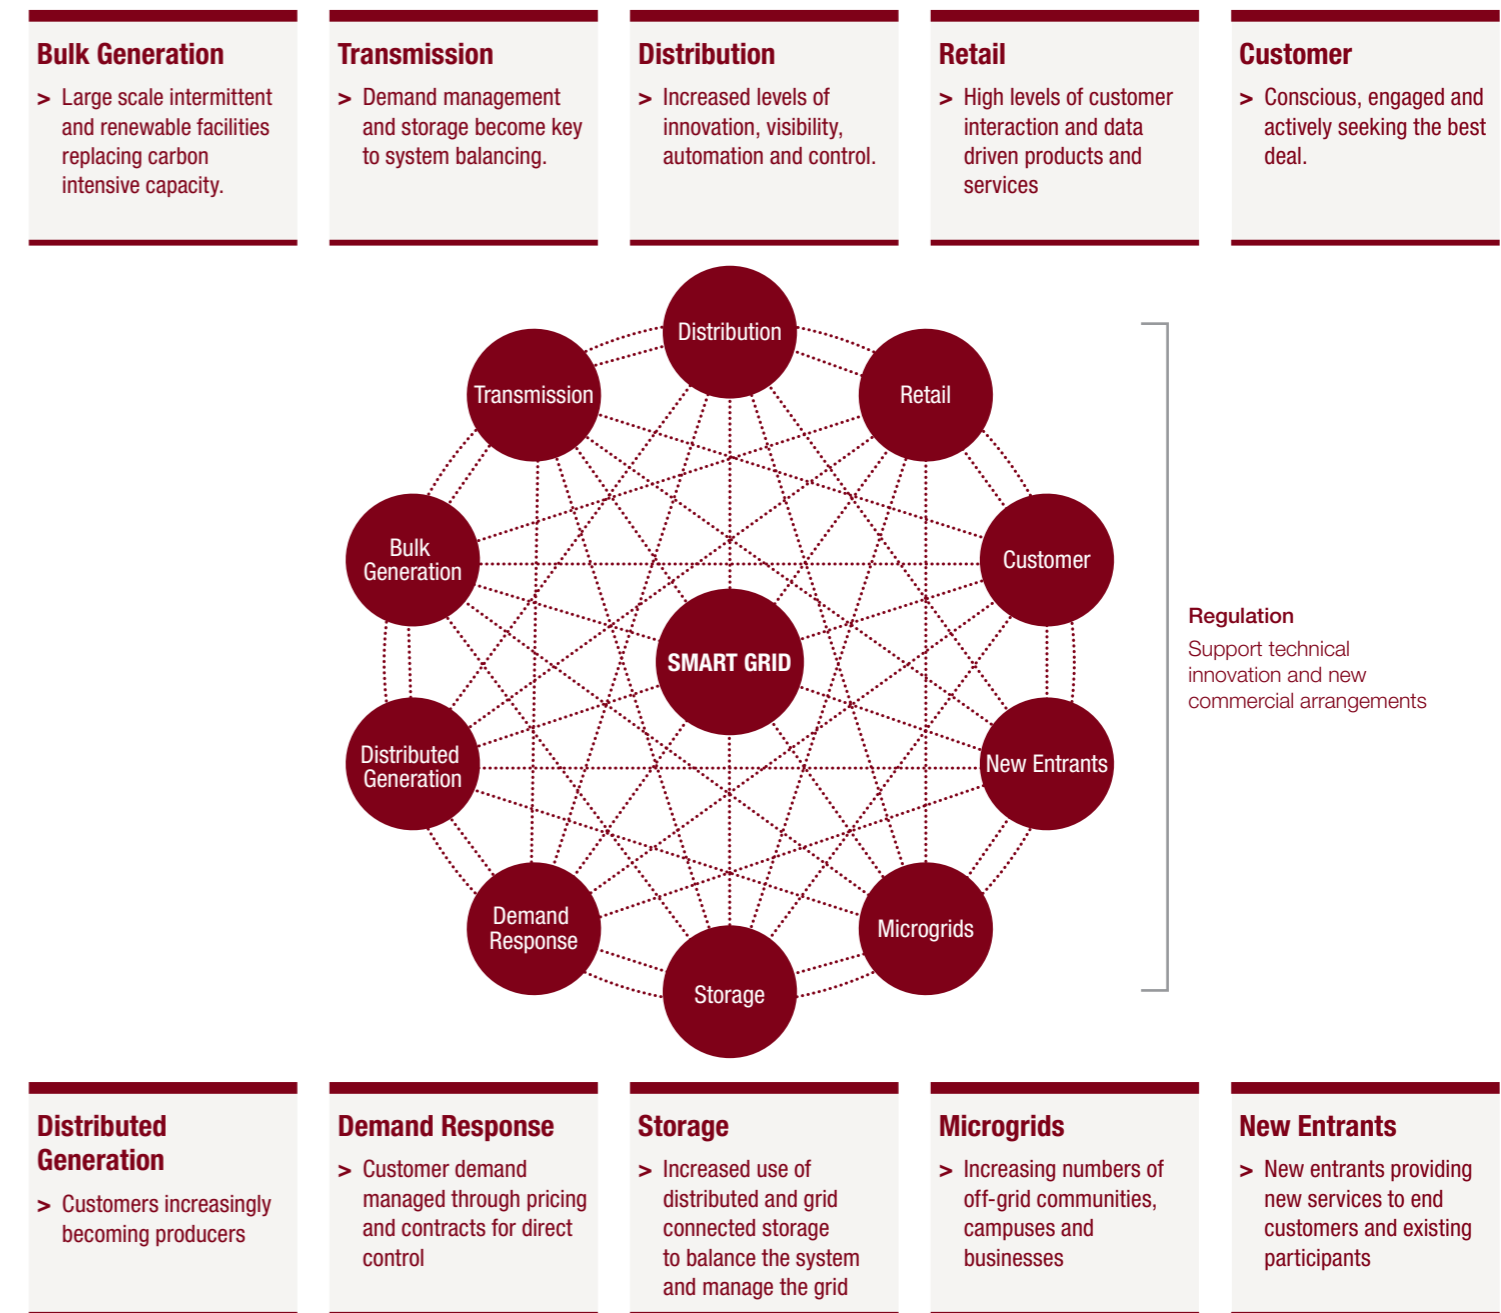 Bulk Generation
> Large scale intermittent
and renewable facilities
replacing carbon
intensive capacity.
Transmission
> Demand management
and storage become key
to system balancing.
Distribution
> Increased levels of
innovation, visibility,
automation and control.
Retail
> High levels of customer
interaction and data
driven products and
services
Customer
> Conscious, engaged and
actively seeking the best
deal.
Distribution
Transmission
Retail
Bulk
Generation
Customer
SMART GRID
Distributed
Generation
New Entrants
Demand
Response
Microgrids
Storage
Regulation
Support technical
innovation and new
commercial arrangements
Distributed
Generation
> Customers increasingly
becoming producers
Demand Response
> Customer demand
managed through pricing
and contracts for direct
control
Storage
> Increased use of
distributed and grid
connected storage
to balance the system
and manage the grid
Microgrids
> Increasing numbers of
off-grid communities,
campuses and
businesses
New Entrants
> New entrants providing
new services to end
customers and existing
participants